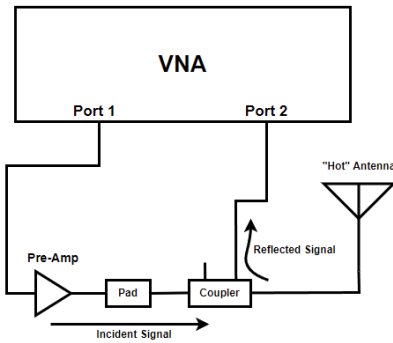 VNA
Port 1
Port 2
"Hot" Antenna
Reflected Signal
Pre-Amp
Pad
Coupler
Incident Signal